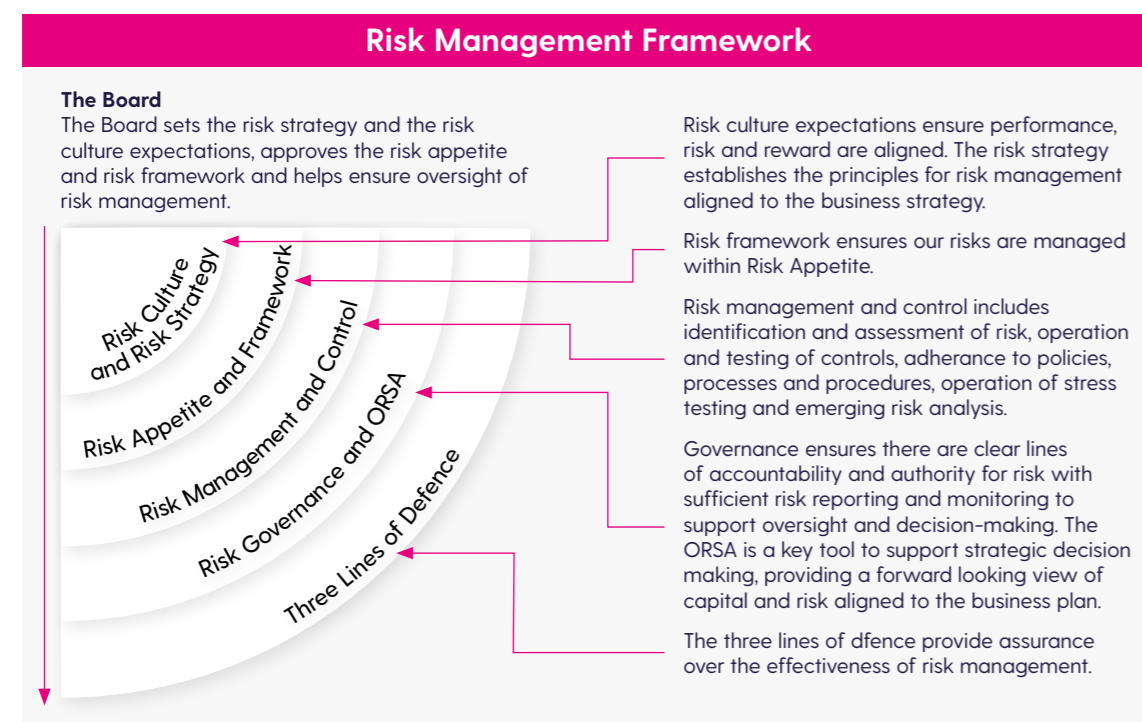 Risk Management Framework
The Board
The Board sets the risk strategy and the risk
culture expectations, approves the risk appetite
and risk framework and helps ensure oversight of
risk management.
Risk Culture
and Risk Strategy
Risk Appetite and Framework
Risk Management and Control
Risk Governance and ORSA
Three Lines of Defence
Risk culture expectations ensure performance,
risk and reward are aligned. The risk strategy
establishes the principles for risk management
aligned to the business strategy.
Risk framework ensures our risks are managed
within Risk Appetite.
Risk management and control includes
identification and assessment of risk, operation
and testing of controls, adherance to policies,
processes and procedures, operation of stress
testing and emerging risk analysis.
Governance ensures there are clear lines
of accountability and authority for risk with
sufficient risk reporting and monitoring to
support oversight and decision-making. The
ORSA is a key tool to support strategic decision
making, providing a forward looking view of
capital and risk aligned to the business plan.
The three lines of dfence provide assurance
over the effectiveness of risk management.